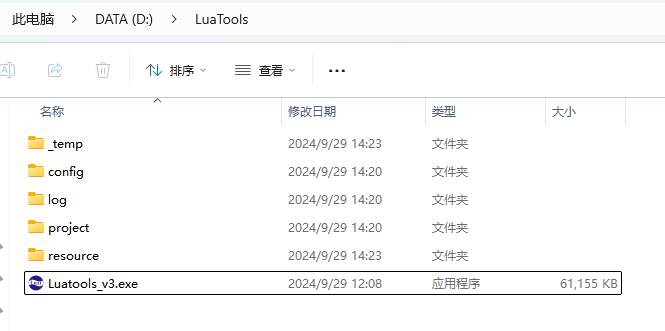 此电脑 > DATA (D:) > LuaTools
排序 查看 ...
名称 修改日期 类型 大小
_temp 2024/9/29 14:23 文件夹
config 2024/9/29 14:20 文件夹
log 2024/9/29 14:20 文件夹
project 2024/9/29 14:20 文件夹
resource 2024/9/29 14:23 文件夹
Luatools_v3.exe 2024/9/29 12:08 应用程序 61,155 KB